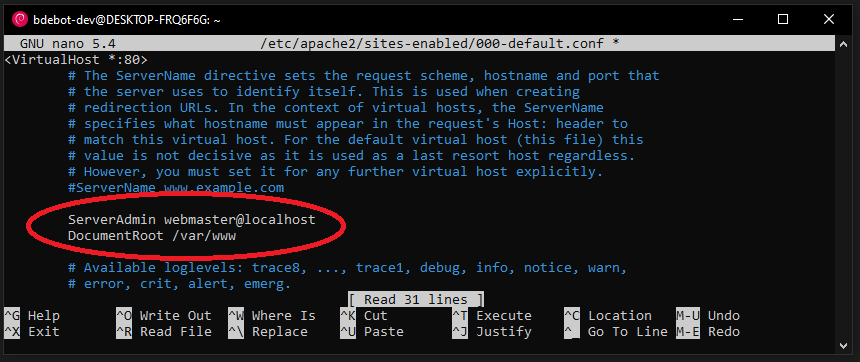 bdebot-dev@DESKTOP-FRQ6F6G: ~
GNU nano 5.4 /etc/apache2/sites-enabled/000-default.conf *
<VirtualHost *:80>
# The ServerName directive sets the request scheme, hostname and port that
# the server uses to identify itself. This is used when creating
# redirection URLs. In the context of virtual hosts, the ServerName
# specifies what hostname must appear in the request's Host: header to
# match this virtual host. For the default virtual host (this file) this
# value is not decisive as it is used as a last resort host regardless.
# However, you must set it for any further virtual host explicitly.
#ServerName www.example.com
ServerAdmin webmaster@localhost
DocumentRoot /var/www
# Available loglevels: trace8, ..., trace1, debug, info, notice, warn,
# error, crit, alert, emerg.
[ Read 31 lines ]
^G Help ^O Write Out ^W Where Is ^K Cut ^T Execute ^C Location M-U Undo
^X Exit ^R Read File ^\ Replace ^U Paste ^J Justify ^_ Go To Line M-E Redo